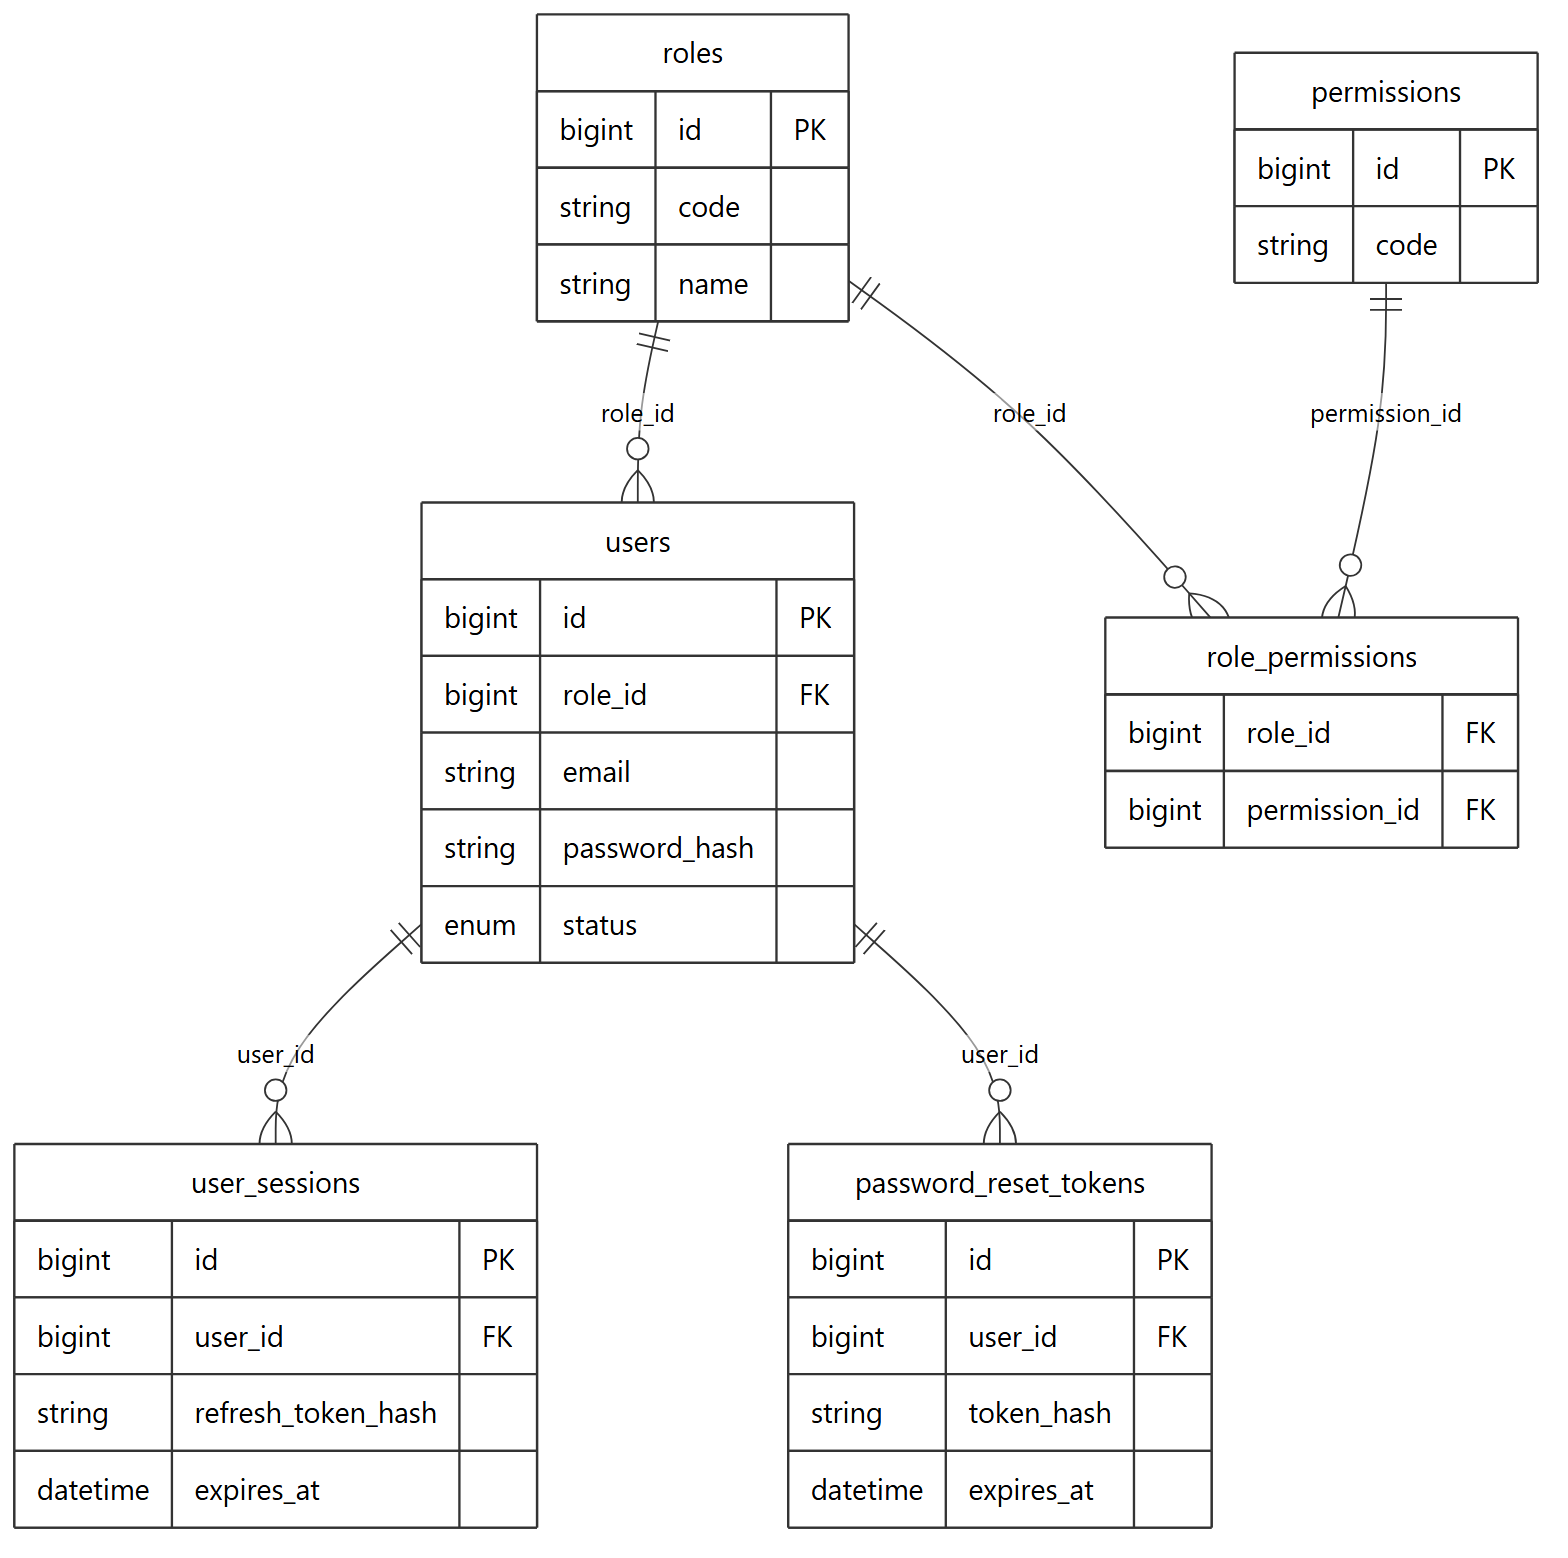 roles
bigint id PK
string code
string name
permissions
bigint id PK
string code
role_id
role_id
permission_id
users
bigint id PK
bigint role_id FK
string email
string password_hash
enum status
role_permissions
bigint role_id FK
bigint permission_id FK
user_id
user_id
user_sessions
bigint id PK
bigint user_id FK
string refresh_token_hash
datetime expires_at
password_reset_tokens
bigint id PK
bigint user_id FK
string token_hash
datetime expires_at